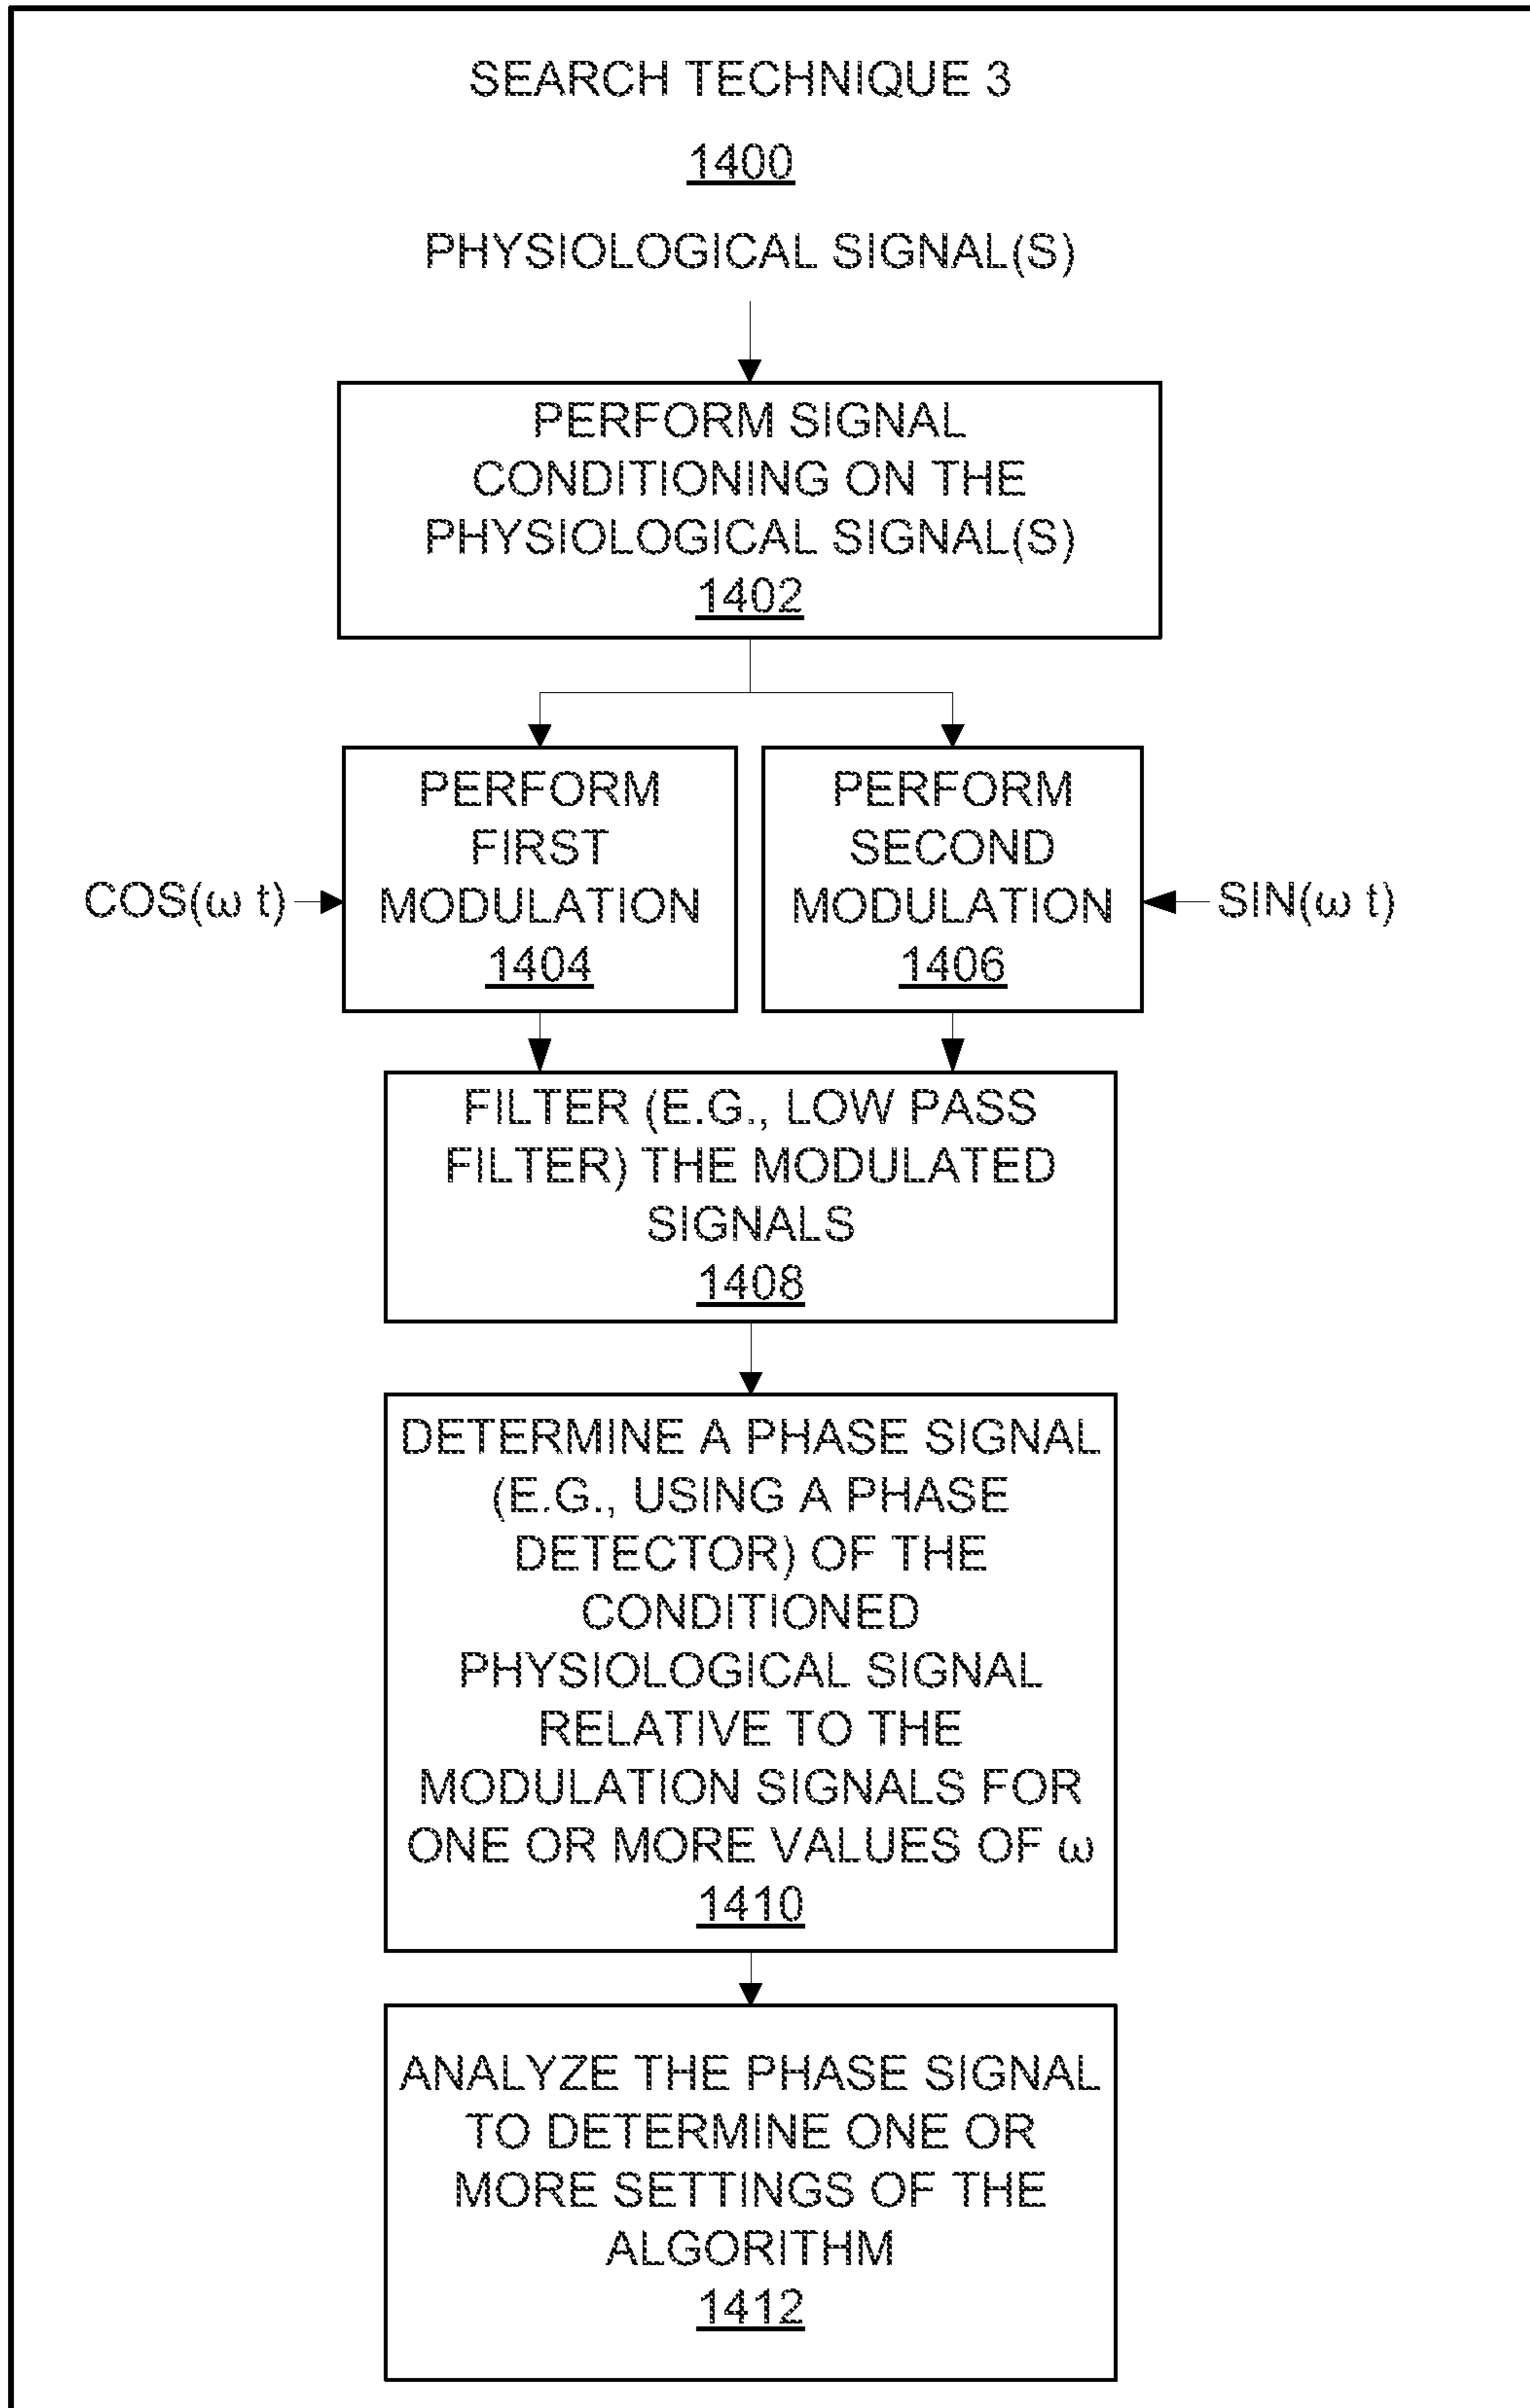 SEARCH TECHNIQUE 3
1400
PHYSIOLOGICAL SIGNAL(S)
PERFORM SIGNAL
CONDITIONING ON THE
PHYSIOLOGICAL SIGNAL(S)
1402
PERFORM
FIRST
MODULATION
1404
COS(ω t)
PERFORM
SECOND
MODULATION
1406
SIN(ω t)
FILTER (E.G., LOW PASS
FILTER) THE MODULATED
SIGNALS
1408
DETERMINE A PHASE SIGNAL
(E.G., USING A PHASE
DETECTOR) OF THE
CONDITIONED
PHYSIOLOGICAL SIGNAL
RELATIVE TO THE
MODULATION SIGNALS FOR
ONE OR MORE VALUES OF ω
1410
ANALYZE THE PHASE SIGNAL
TO DETERMINE ONE OR
MORE SETTINGS OF THE
ALGORITHM
1412